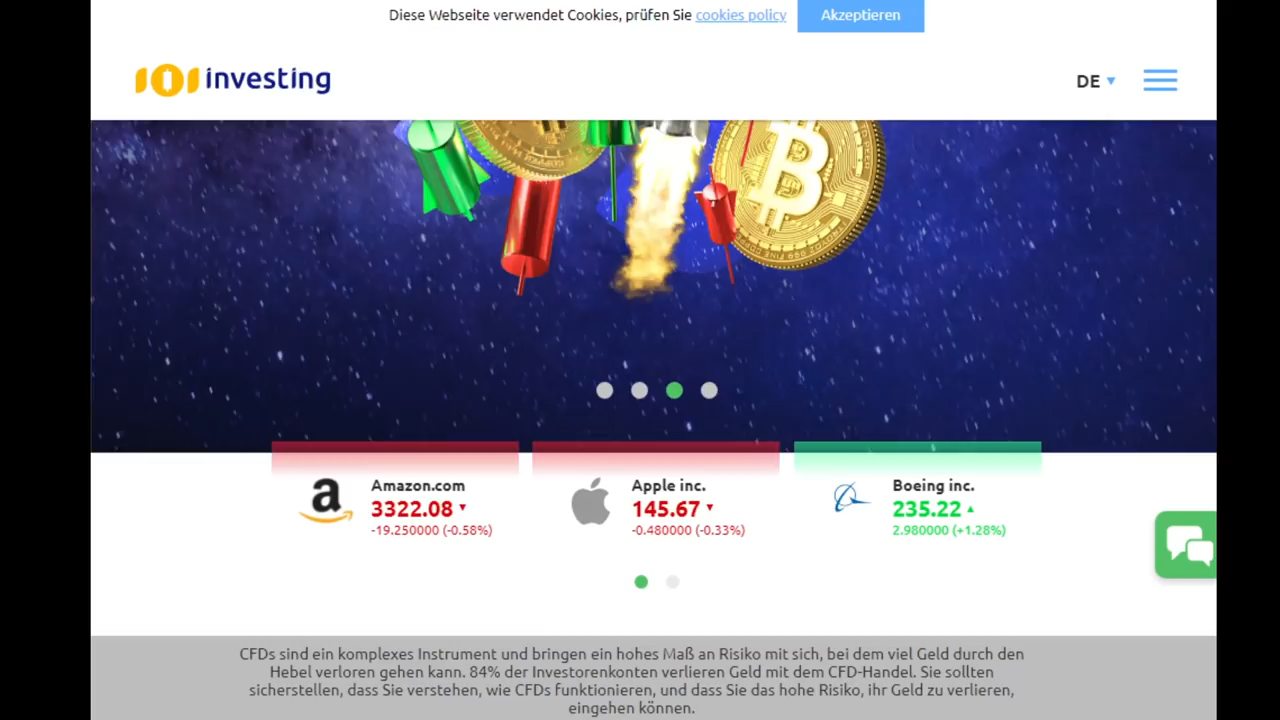 Diese Webseite verwendet Cookies, prüfen Sie cookies policy
Akzeptieren
101 investing
DE
Amazon.com
3322.08
-19.250000 (-0.58%)
Apple inc.
145.67
-0.480000 (-0.33%)
Boeing inc.
235.22
2.980000 (+1.28%)
CFDs sind ein komplexes Instrument und bringen ein hohes Maß an Risiko mit sich, bei dem viel Geld durch den
Hebel verloren gehen kann. 84% der Investorenkonten verlieren Geld mit dem CFD-Handel. Sie sollten
sicherstellen, dass Sie verstehen, wie CFDs funktionieren, und dass Sie das hohe Risiko, ihr Geld zu verlieren,
eingehen können.